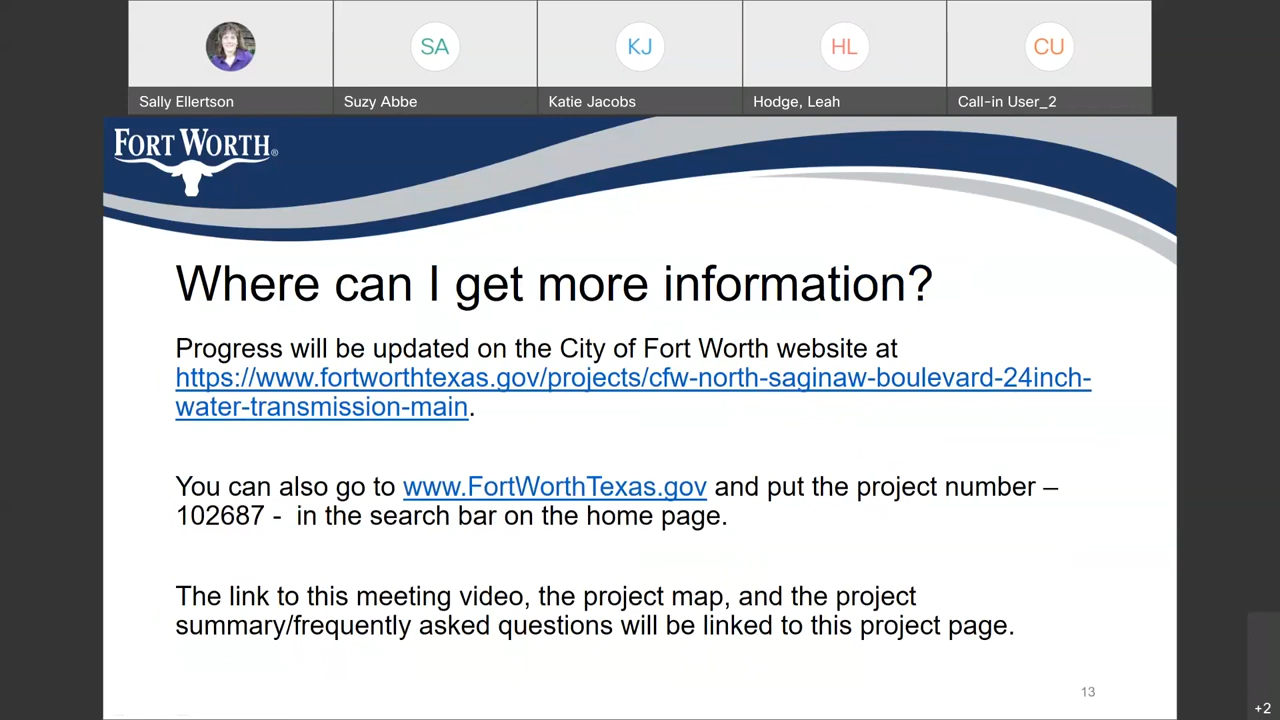 SA
KJ
HL
CU
Sally Ellertson
Suzy Abbe
Katie Jacobs
Hodge, Leah
Call-in User_2
FORT WORTH®
Where can I get more information?
Progress will be updated on the City of Fort Worth website at
https://www.fortworthtexas.gov/projects/cfw-north-saginaw-boulevard-24inch-
water-transmission-main.
You can also go to www.FortWorthTexas.gov and put the project number –
102687 -  in the search bar on the home page.
The link to this meeting video, the project map, and the project
summary/frequently asked questions will be linked to this project page.
13
+2